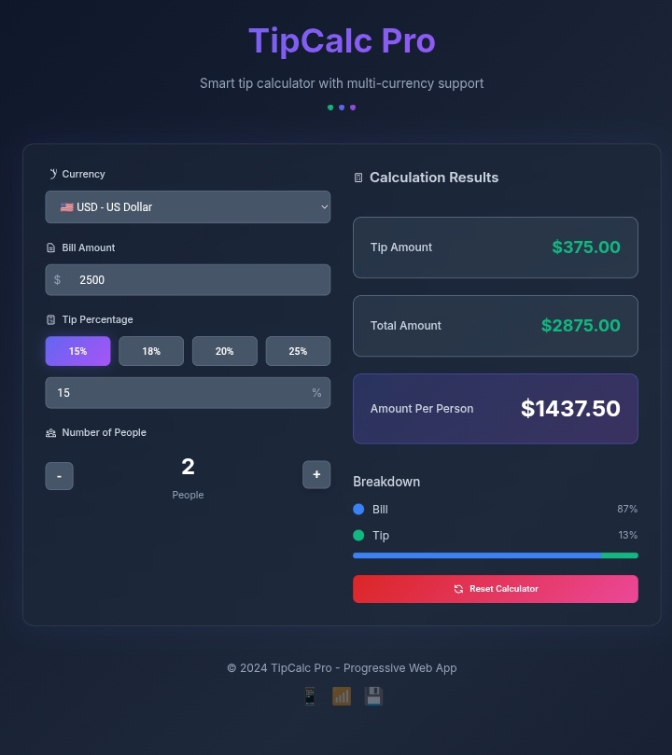 TipCalc Pro
Smart tip calculator with multi-currency support
Currency
USD - US Dollar
Bill Amount
$ 2500
Tip Percentage
15% 18% 20% 25%
15 %
Number of People
- 2 +
People
Calculation Results
Tip Amount $375.00
Total Amount $2875.00
Amount Per Person $1437.50
Breakdown
Bill 87%
Tip 13%
Reset Calculator
© 2024 TipCalc Pro - Progressive Web App